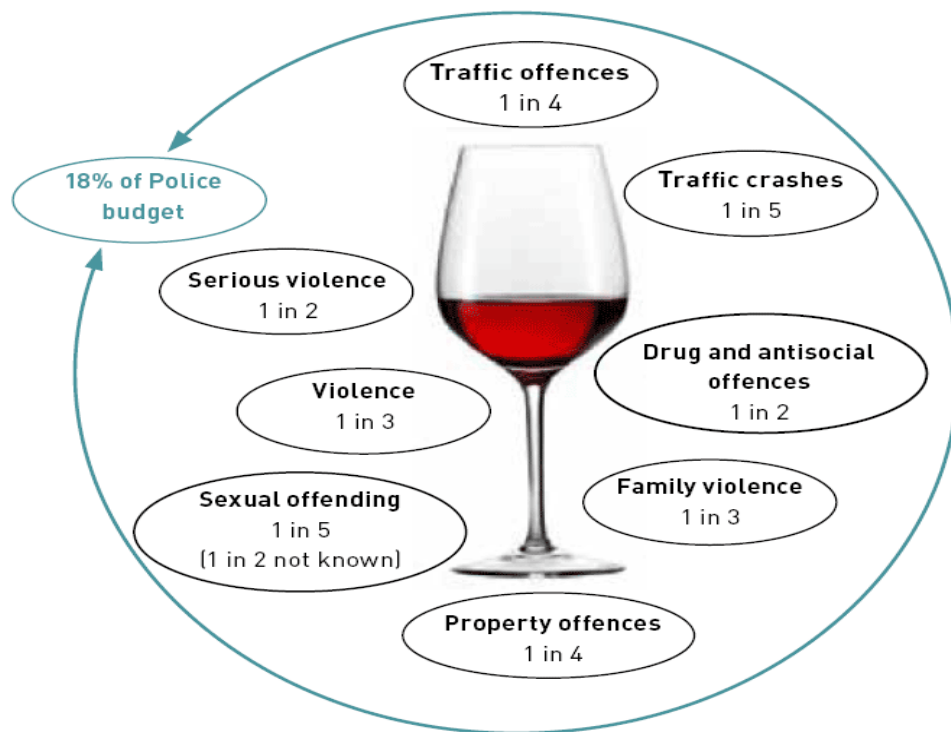 Traffic offences
1 in 4
18% of Police
budget
Traffic crashes
1 in 5
Serious violence
1 in 2
Drug and antisocial
offences
1 in 2
Violence
1 in 3
Sexual offending
1 in 5
(1 in 2 not known)
Family violence
1 in 3
Property offences
1 in 4